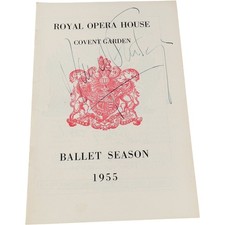 ROYAL OPERA HOUSE
COVENT GARDEN
BALLET SEASON
1955